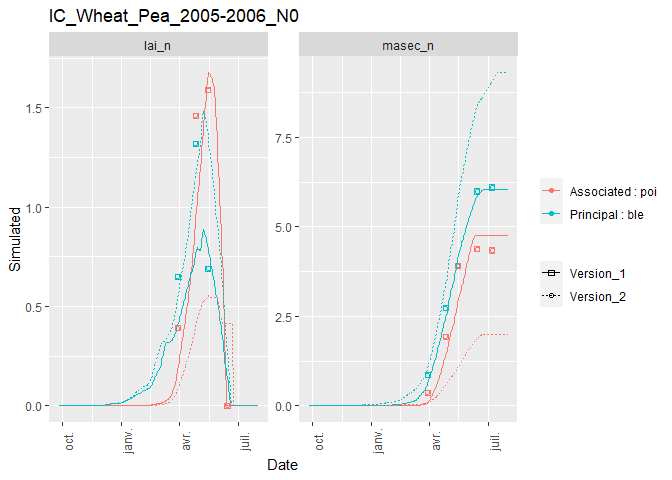 IC_Wheat_Pea_2005-2006_N0
lai_n
masec_n
Simulated
1.5
1.0
0.5
0.0
7.5
5.0
2.5
0.0
oct.
janv.
avr.
juil.
oct.
janv.
avr.
juil.
Date
Associated : poi
Principal : ble
Version_1
Version_2